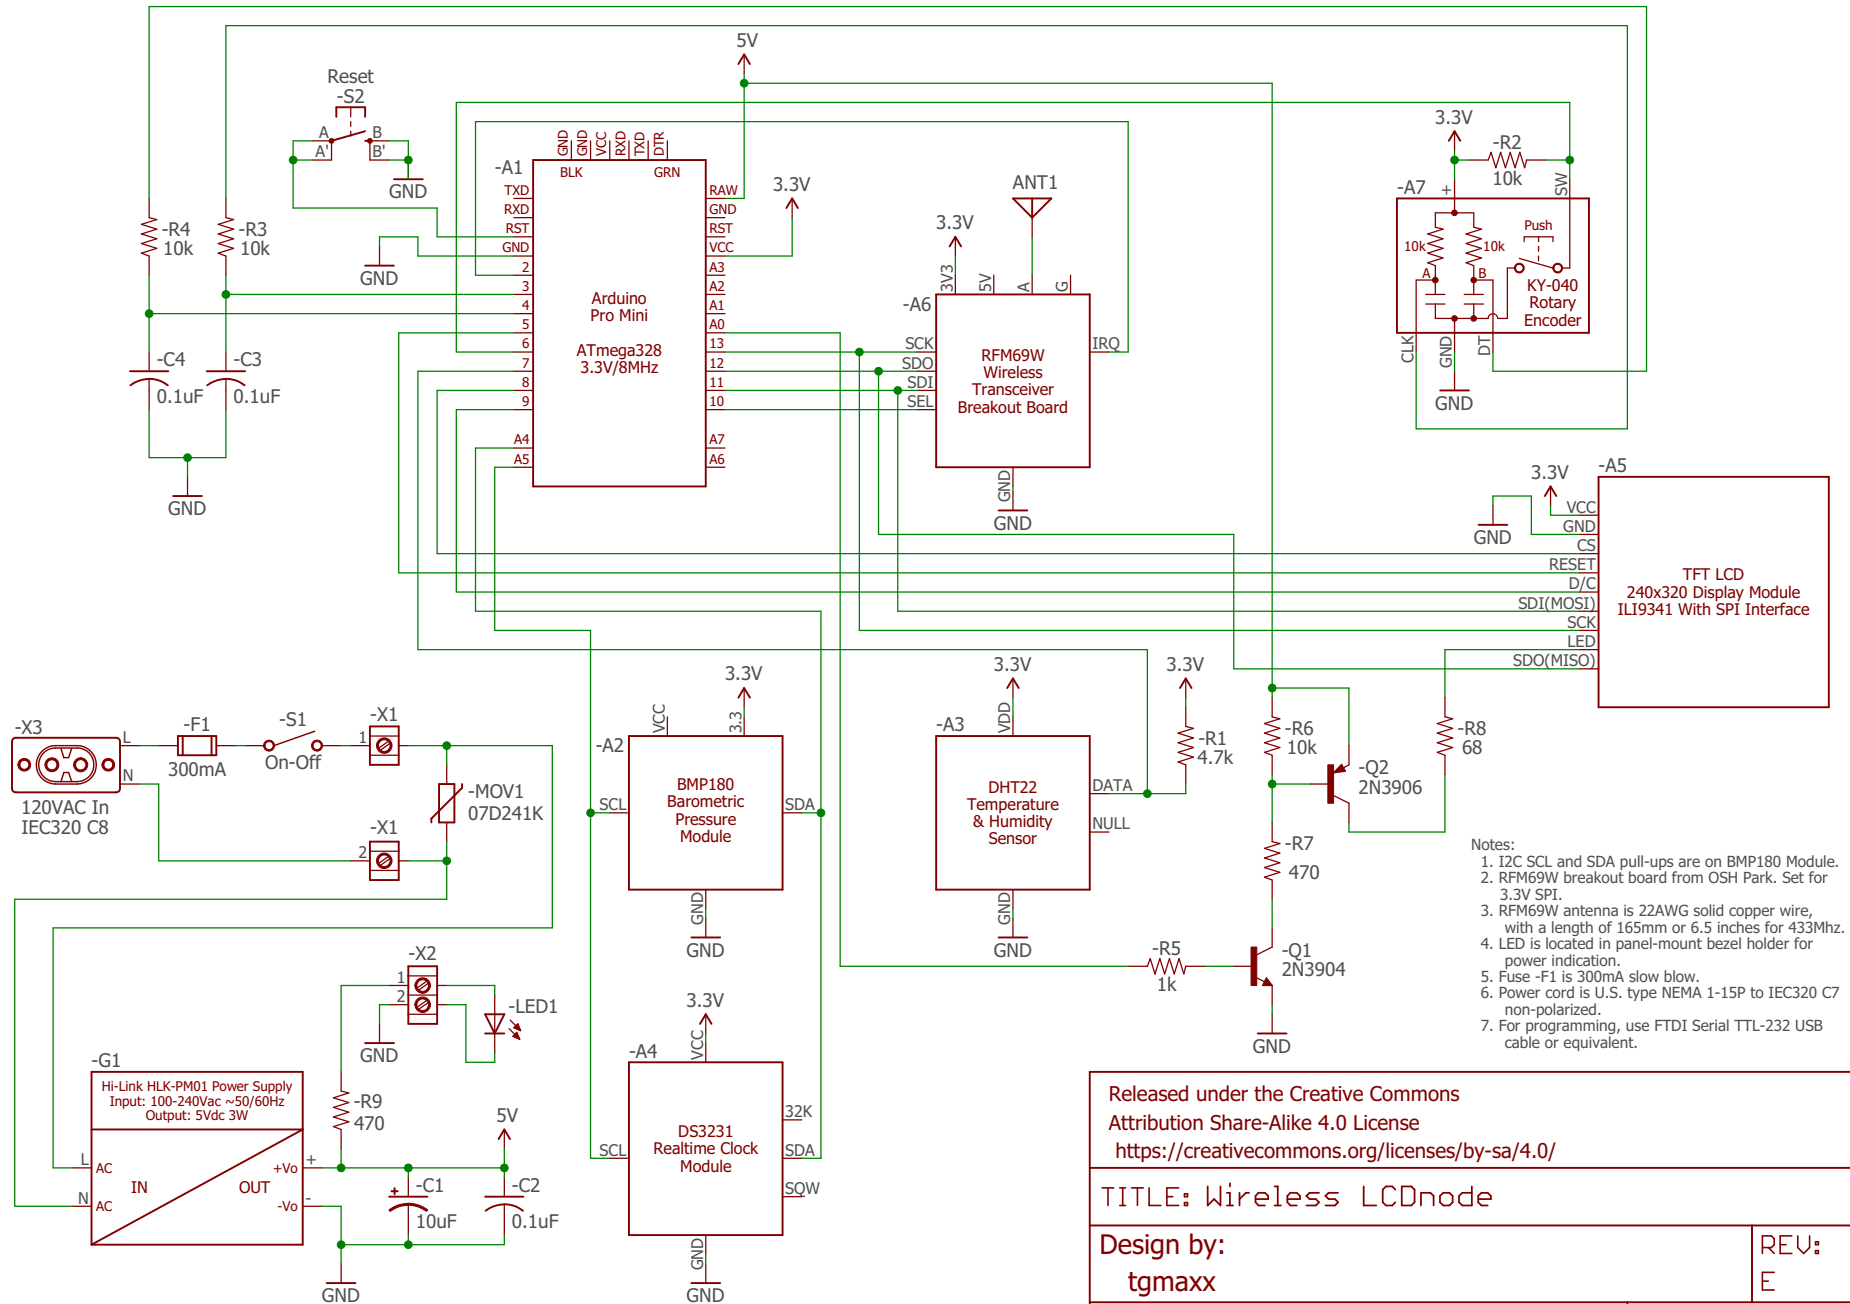 5V
Reset
-S2
A
B
A'
B'
GND
-A1
GND
GND
VCC
RXD
TXD
DTR
BLK
GRN
TXD
RXD
RST
GND
2
3
4
5
6
7
8
9
A4
A5
RAW
GND
RST
VCC
A3
A2
A1
A0
13
12
11
10
A7
A6
Arduino
Pro Mini
ATmega328
3.3V/8MHz
3.3V
GND
-R4
10k
-R3
10k
-C4
0.1uF
-C3
0.1uF
GND
ANT1
3.3V
3V3
5V
A
G
-A6
SCK
SDO
SDI
SEL
IRQ
RFM69W
Wireless
Transceiver
Breakout Board
GND
GND
3.3V
-R2
10k
-A7
+
SW
10k
10k
Push
A
B
KY-040
Rotary
Encoder
CLK
GND
DT
GND
3.3V
-A5
GND
VCC
GND
CS
RESET
D/C
SDI(MOSI)
SCK
LED
SDO(MISO)
TFT LCD
240x320 Display Module
ILI9341 With SPI Interface
-X3
L
N
120VAC In
IEC320 C8
-F1
300mA
-S1
On-Off
-X1
1
-MOV1
07D241K
-X1
2
3.3V
VCC
3.3
-A2
SCL
SDA
BMP180
Barometric
Pressure
Module
GND
GND
3.3V
VDD
-A3
DATA
NULL
DHT22
Temperature
& Humidity
Sensor
GND
GND
3.3V
-R1
4.7k
-R6
10k
-Q2
2N3906
-R8
68
-R7
470
-R5
1k
-Q1
2N3904
GND
Notes:
1. I2C SCL and SDA pull-ups are on BMP180 Module.
2. RFM69W breakout board from OSH Park. Set for
3.3V SPI.
3. RFM69W antenna is 22AWG solid copper wire,
with a length of 165mm or 6.5 inches for 433Mhz.
4. LED is located in panel-mount bezel holder for
power indication.
5. Fuse -F1 is 300mA slow blow.
6. Power cord is U.S. type NEMA 1-15P to IEC320 C7
non-polarized.
7. For programming, use FTDI Serial TTL-232 USB
cable or equivalent.
-X2
1
2
GND
-LED1
-G1
Hi-Link HLK-PM01 Power Supply
Input: 100-240Vac ~50/60Hz
Output: 5Vdc 3W
L
AC
N
AC
IN
OUT
+Vo
+
-Vo
-
-R9
470
5V
+
-C1
10uF
-C2
0.1uF
GND
3.3V
VCC
-A4
SCL
32K
SDA
SQW
DS3231
Realtime Clock
Module
GND
GND
Released under the Creative Commons
Attribution Share-Alike 4.0 License
https://creativecommons.org/licenses/by-sa/4.0/
TITLE: Wireless LCDnode
Design by:
tgmaxx
REV:
E